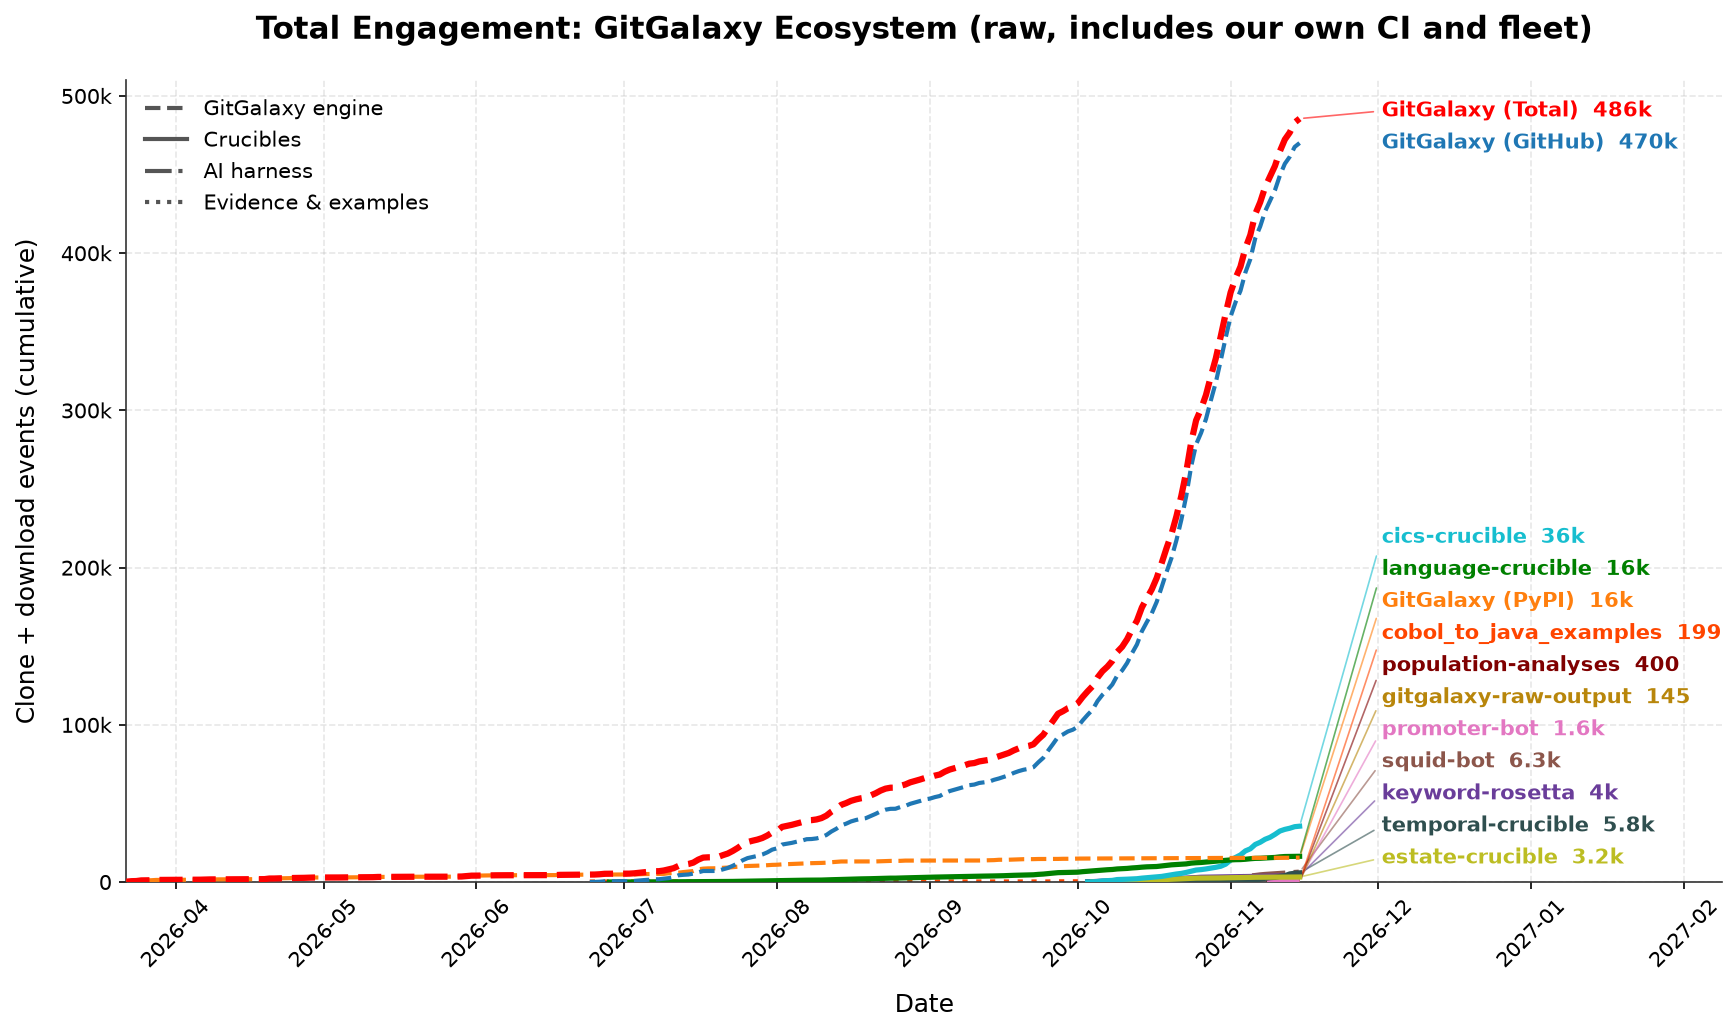 Total Engagement: GitGalaxy Ecosystem (raw, includes our own CI and fleet)
Clone + download events (cumulative)
500k
400k
300k
200k
100k
0
GitGalaxy engine
Crucibles
AI harness
Evidence & examples
GitGalaxy (Total) 486k
GitGalaxy (GitHub) 470k
cics-crucible 36k
language-crucible 16k
GitGalaxy (PyPI) 16k
cobol_to_java_examples 199
population-analyses 400
gitgalaxy-raw-output 145
promoter-bot 1.6k
squid-bot 6.3k
keyword-rosetta 4k
temporal-crucible 5.8k
estate-crucible 3.2k
2026-04
2026-05
2026-06
2026-07
2026-08
2026-09
2026-10
2026-11
2026-12
2027-01
2027-02
Date